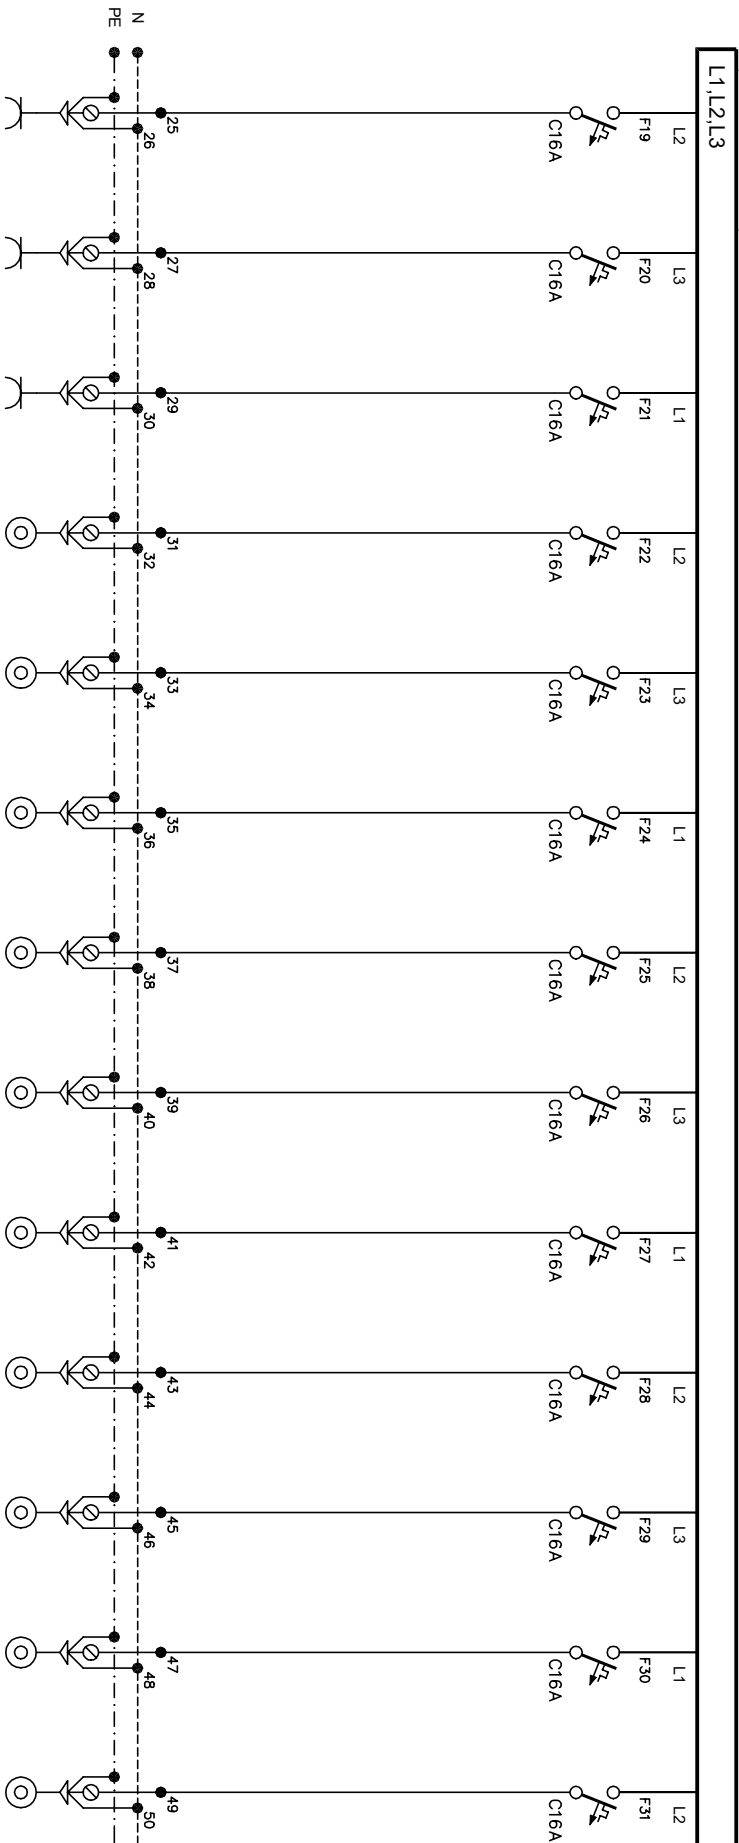 L1,L2,L3
L2 L3 L1 L2 L3 L1 L2 L3 L1 L2 L3 L1 L2
F19 F20 F21 F22 F23 F24 F25 F26 F27 F28 F29 F30 F31
C16A C16A C16A C16A C16A C16A C16A C16A C16A C16A C16A C16A C16A
25 27 29 31 33 35 37 39 41 43 45 47 49
N 26 28 30 32 34 36 38 40 42 44 46 48 50
PE